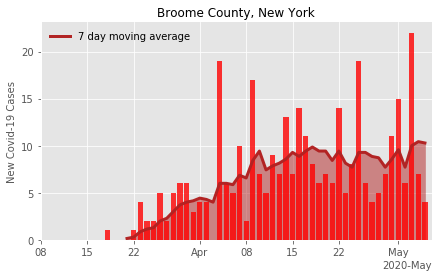 Broome County, New York
7 day moving average
New Covid-19 Cases
20
15
10
5
0
08
15
22
Apr
08
15
22
May
2020-May